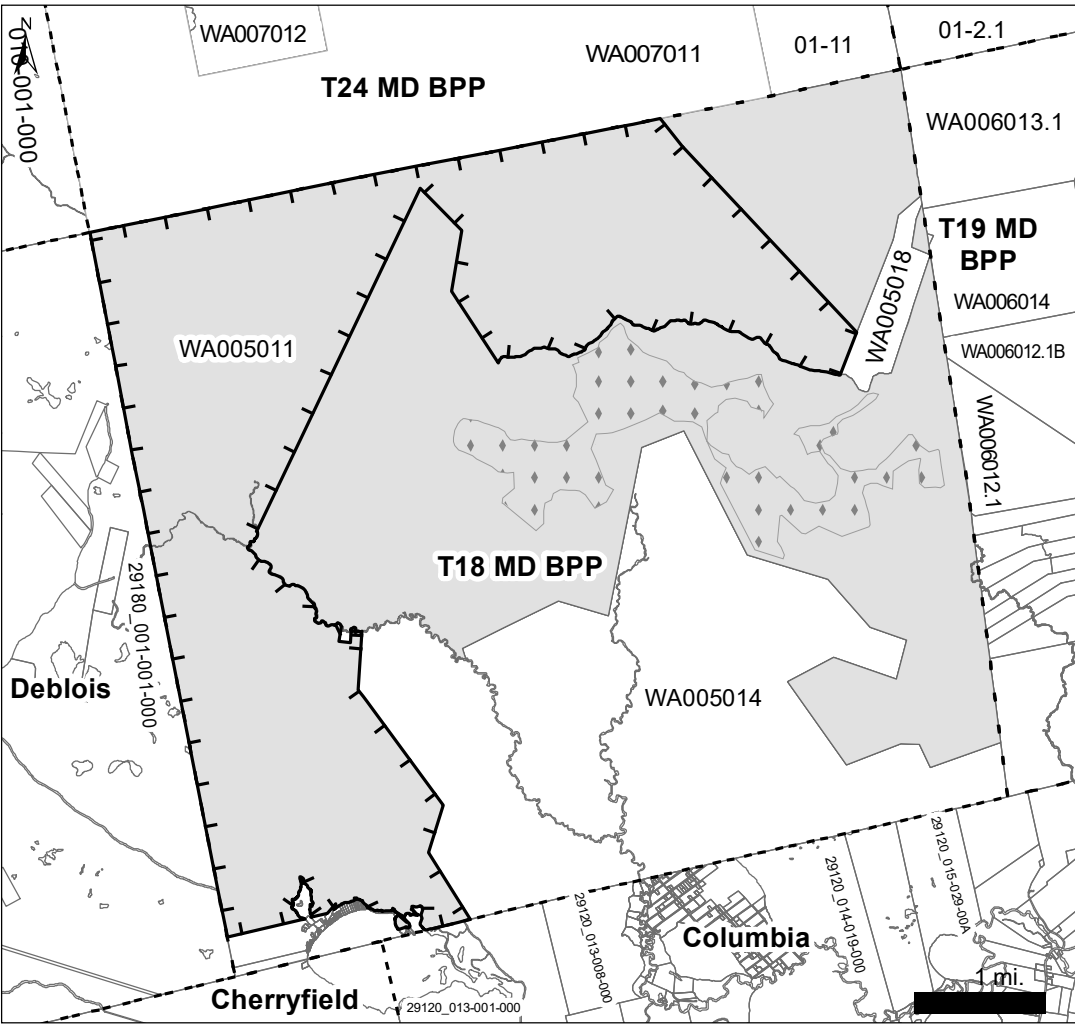 N
WA007012
WA007011
01-11
01-2.1
T24 MD BPP
WA006013.1
T19 MD
BPP
WA005018
WA006014
WA005011
WA006012.1B
WA006012.1
T18 MD BPP
29180_001-001-000
Deblois
WA005014
29120_013-008-000
29120_014-019-000
29120_015-029-00A
Columbia
1 mi.
Cherryfield
29120_013-001-000